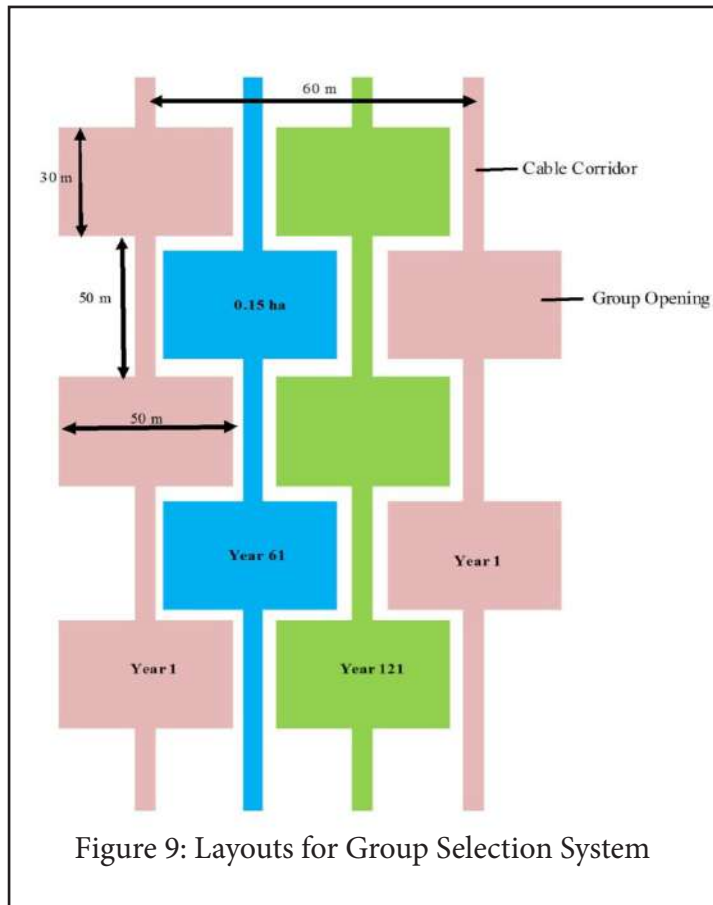 60 m
Cable Corridor
30 m
50 m
0.15 ha
Group Opening
50 m
Year 61
Year 1
Year 1
Year 121
Figure 9: Layouts for Group Selection System